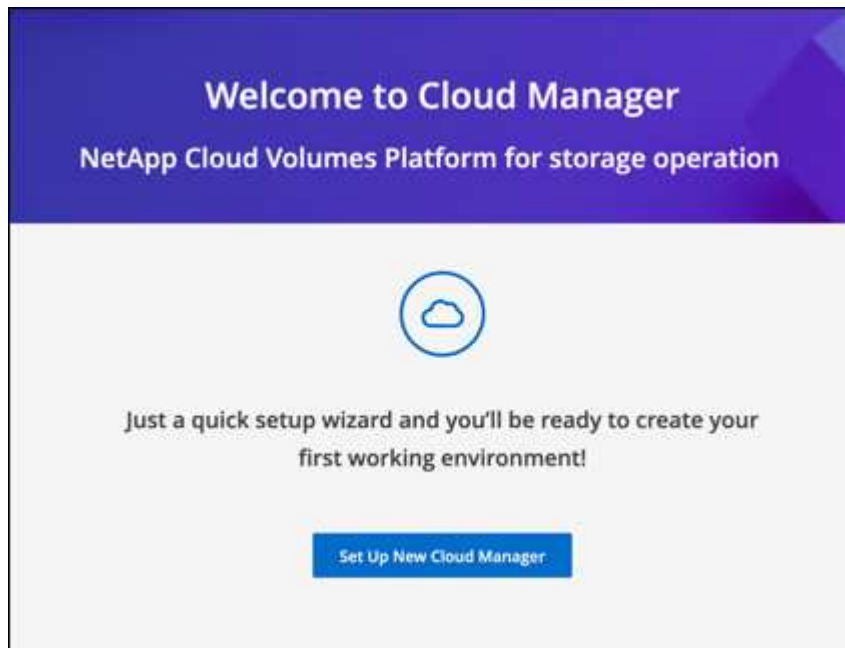 Welcome to Cloud Manager
NetApp Cloud Volumes Platform for storage operation
Just a quick setup wizard and you'll be ready to create your
first working environment!
Set Up New Cloud Manager